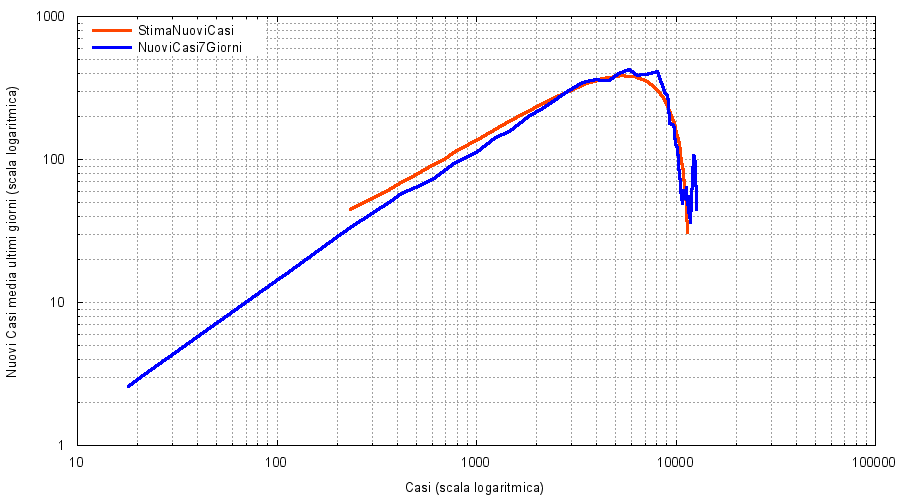 1000
StimaNuoviCasi
NuoviCasi7Giorni
100
10
1
Nuovi Casi media ultimi giorni (scala logaritmica)
10
100
1000
10000
100000
Casi (scala logaritmica)